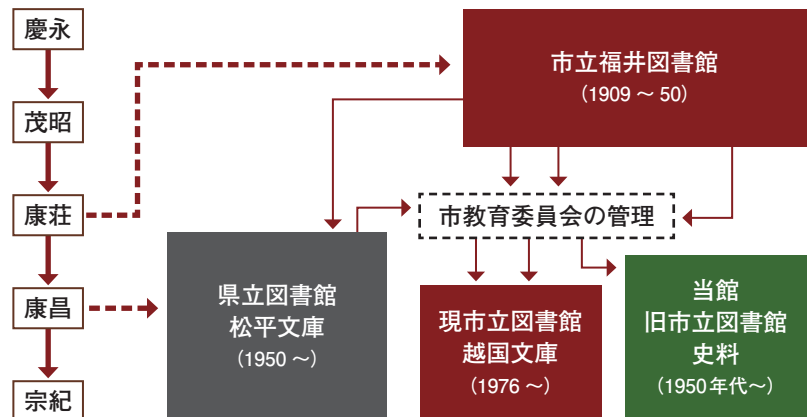 慶永
茂昭
康荘
康昌
宗紀
市立福井図書館
（1909 ～ 50）
市教育委員会の管理
県立図書館
松平文庫
（1950 ～）
現市立図書館
越国文庫
（1976 ～）
当館
旧市立図書館
史料
（1950年代～）